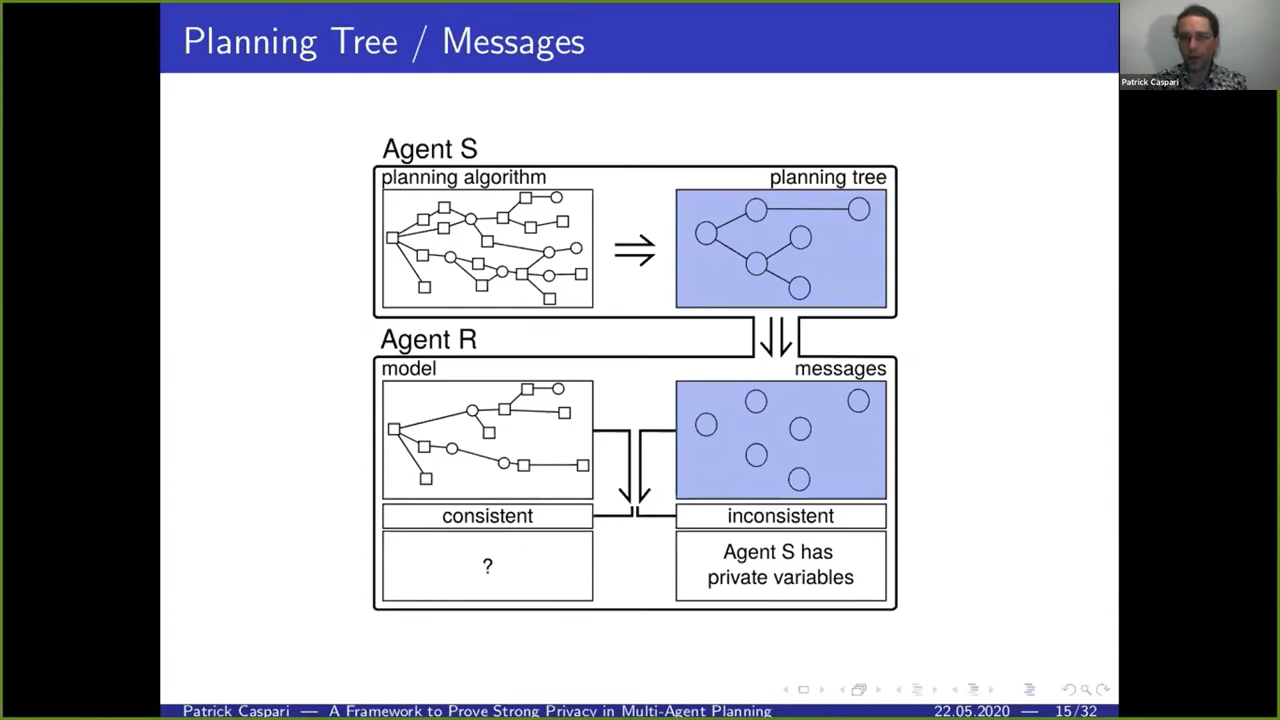 Planning Tree / Messages
Patrick Caspari
Agent S
planning algorithm
planning tree
Agent R
model
messages
consistent
inconsistent
?
Agent S has
private variables
Patrick Caspari — A Framework to Prove Strong Privacy in Multi-Agent Planning
22.05.2020 — 15/32